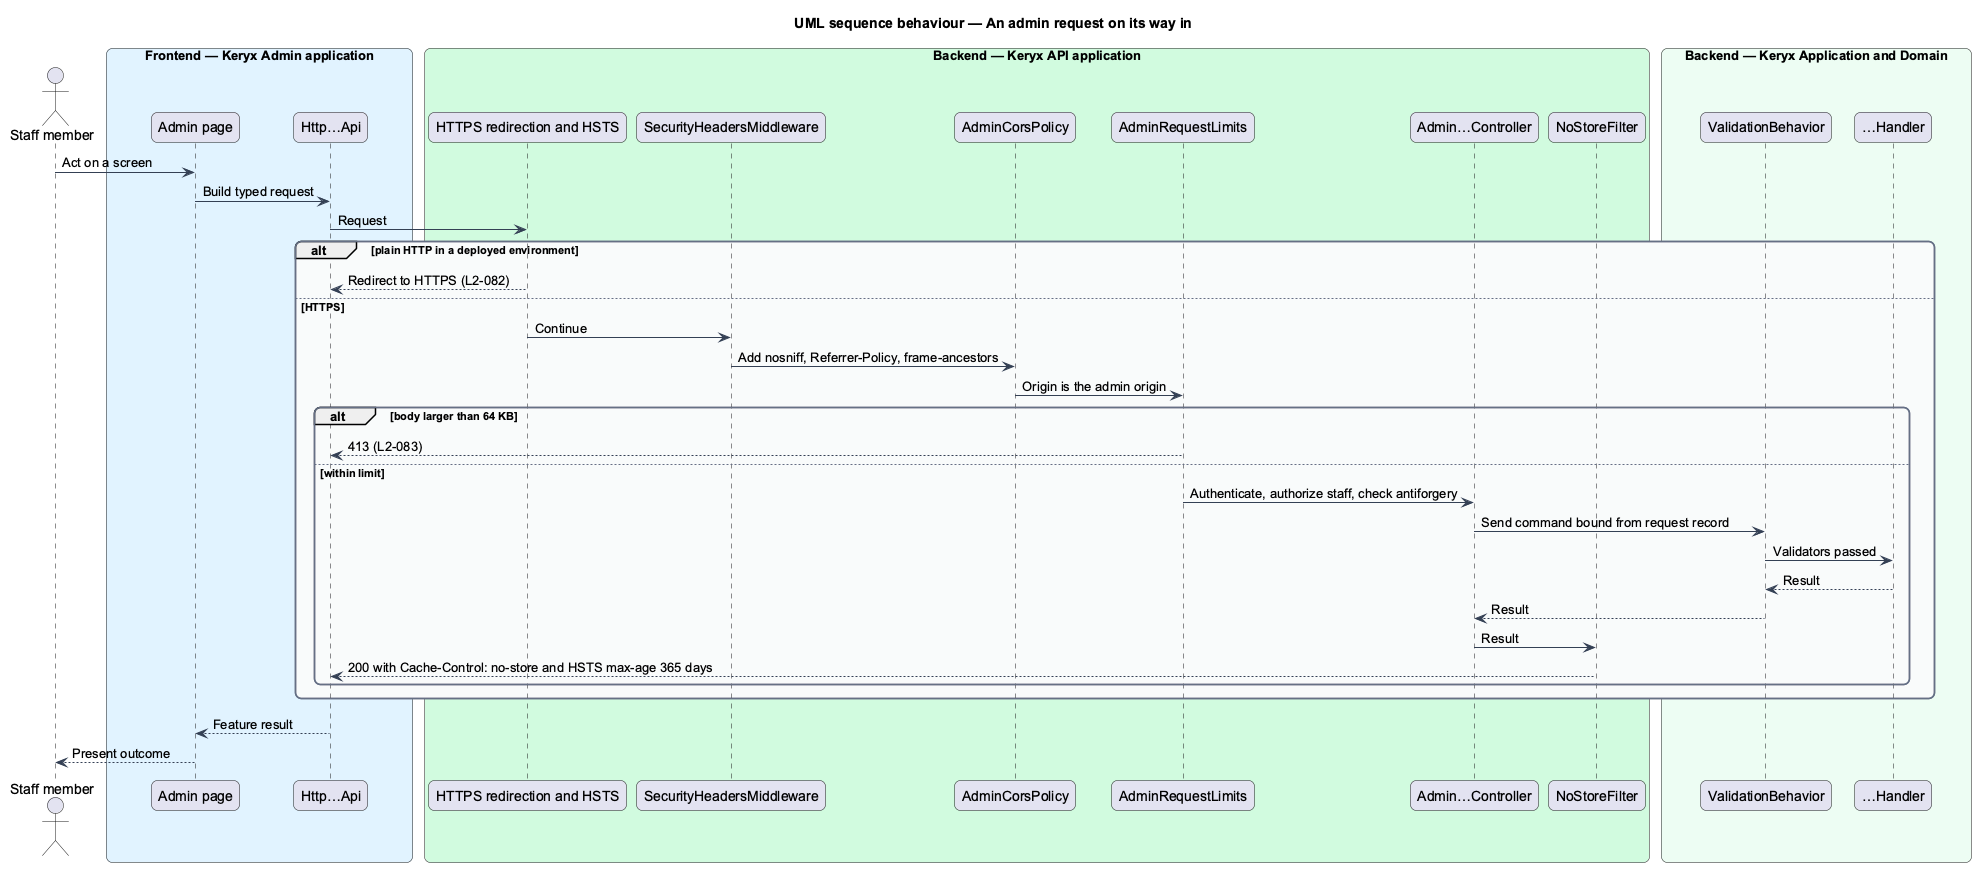 UML sequence behaviour — An admin request on its way in
Frontend — Keryx Admin application
Backend — Keryx API application
Backend — Keryx Application and Domain
Staff member
Admin page
Http…Api
HTTPS redirection and HSTS
SecurityHeadersMiddleware
AdminCorsPolicy
AdminRequestLimits
Admin…Controller
NoStoreFilter
ValidationBehavior
…Handler
Act on a screen
Build typed request
Request
alt [plain HTTP in a deployed environment]
Redirect to HTTPS (L2-082)
[HTTPS]
Continue
Add nosniff, Referrer-Policy, frame-ancestors
Origin is the admin origin
alt [body larger than 64 KB]
413 (L2-083)
[within limit]
Authenticate, authorize staff, check antiforgery
Send command bound from request record
Validators passed
Result
Result
Result
200 with Cache-Control: no-store and HSTS max-age 365 days
Feature result
Present outcome
Staff member
Admin page
Http…Api
HTTPS redirection and HSTS
SecurityHeadersMiddleware
AdminCorsPolicy
AdminRequestLimits
Admin…Controller
NoStoreFilter
ValidationBehavior
…Handler